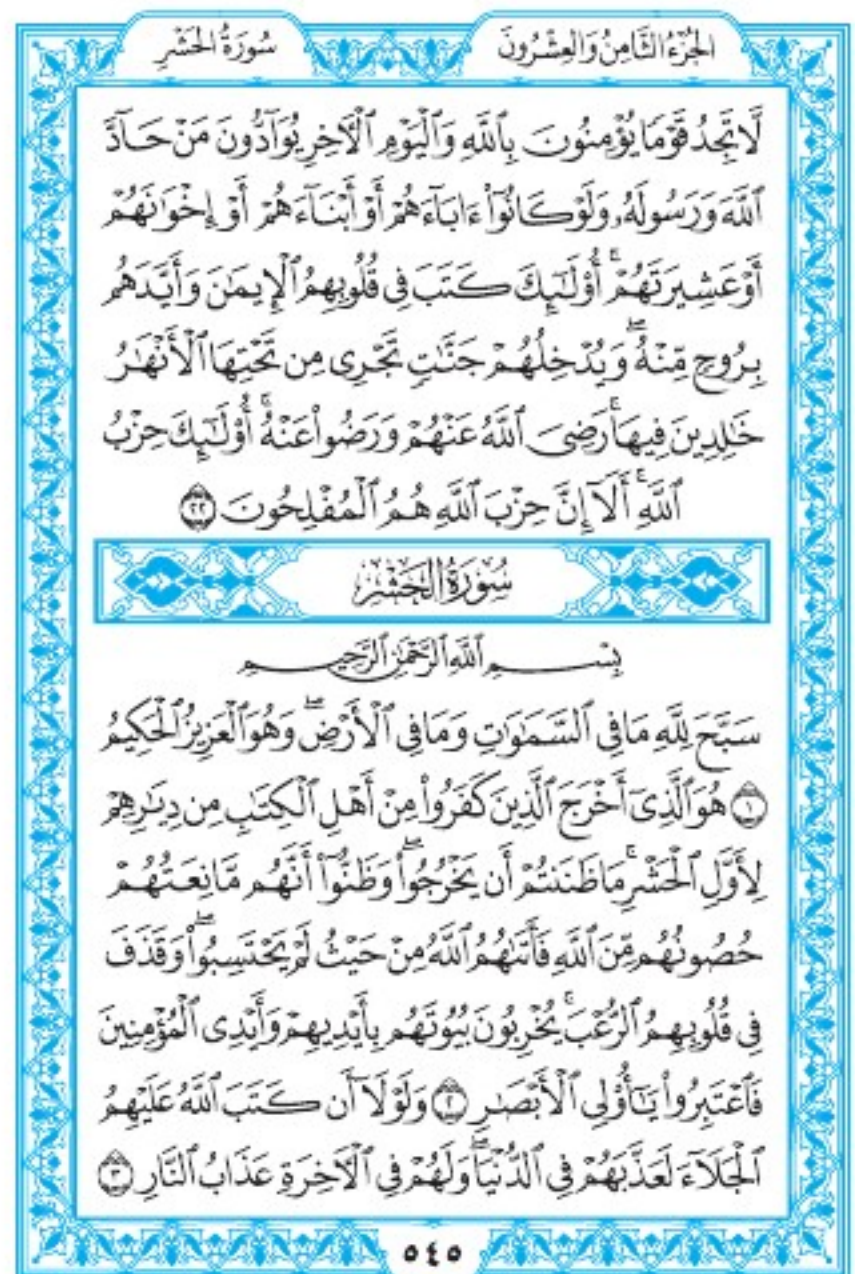 الجُزْءُ الثَّامِنُ وَالعِشْرُونَ سُورَةُ الحَشْرِ
لَّا تَجِدُ قَوْمًا يُؤْمِنُونَ بِٱللَّهِ وَٱلْيَوْمِ ٱلْـَٔاخِرِ يُوَآدُّونَ مَنْ حَآدَّ
ٱللَّهَ وَرَسُولَهُۥ وَلَوْ كَانُوٓا۟ ءَابَآءَهُمْ أَوْ أَبْنَآءَهُمْ أَوْ إِخْوَٰنَهُمْ
أَوْ عَشِيرَتَهُمْ ۚ أُو۟لَٰٓئِكَ كَتَبَ فِى قُلُوبِهِمُ ٱلْإِيمَٰنَ وَأَيَّدَهُم
بِرُوحٍ مِّنْهُ ۖ وَيُدْخِلُهُمْ جَنَّٰتٍ تَجْرِى مِن تَحْتِهَا ٱلْأَنْهَٰرُ
خَٰلِدِينَ فِيهَا ۚ رَضِىَ ٱللَّهُ عَنْهُمْ وَرَضُوا۟ عَنْهُ ۚ أُو۟لَٰٓئِكَ حِزْبُ
ٱللَّهِ ۚ أَلَآ إِنَّ حِزْبَ ٱللَّهِ هُمُ ٱلْمُفْلِحُونَ ٢٢
سُورَةُ الحَشْرِ
بِسْمِ ٱللَّهِ ٱلرَّحْمَٰنِ ٱلرَّحِيمِ
سَبَّحَ لِلَّهِ مَا فِى ٱلسَّمَٰوَٰتِ وَمَا فِى ٱلْأَرْضِ ۖ وَهُوَ ٱلْعَزِيزُ ٱلْحَكِيمُ
١ هُوَ ٱلَّذِىٓ أَخْرَجَ ٱلَّذِينَ كَفَرُوا۟ مِنْ أَهْلِ ٱلْكِتَٰبِ مِن دِيَٰرِهِمْ
لِأَوَّلِ ٱلْحَشْرِ ۚ مَا ظَنَنتُمْ أَن يَخْرُجُوا۟ ۖ وَظَنُّوٓا۟ أَنَّهُم مَّانِعَتُهُمْ
حُصُونُهُم مِّنَ ٱللَّهِ فَأَتَىٰهُمُ ٱللَّهُ مِنْ حَيْثُ لَمْ يَحْتَسِبُوا۟ ۖ وَقَذَفَ
فِى قُلُوبِهِمُ ٱلرُّعْبَ ۚ يُخْرِبُونَ بُيُوتَهُم بِأَيْدِيهِمْ وَأَيْدِى ٱلْمُؤْمِنِينَ
فَٱعْتَبِرُوا۟ يَٰٓأُو۟لِى ٱلْأَبْصَٰرِ ٢ وَلَوْلَآ أَن كَتَبَ ٱللَّهُ عَلَيْهِمُ
ٱلْجَلَآءَ لَعَذَّبَهُمْ فِى ٱلدُّنْيَا ۖ وَلَهُمْ فِى ٱلْـَٔاخِرَةِ عَذَابُ ٱلنَّارِ ٣
٥٤٥